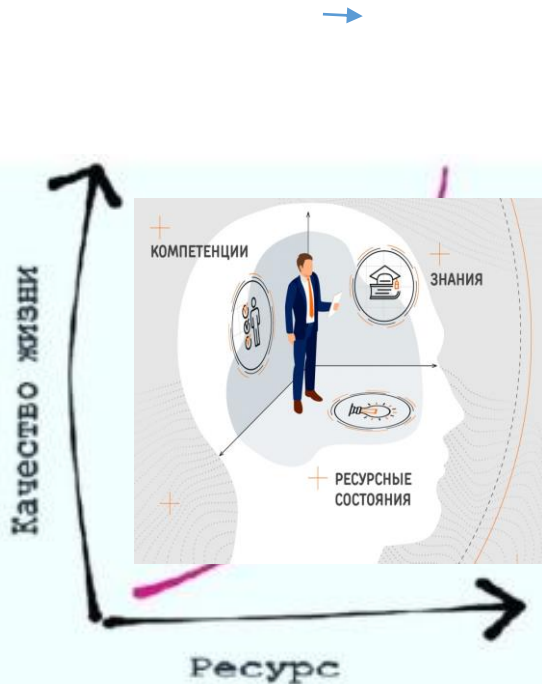 Качество жизни
КОМПЕТЕНЦИИ
ЗНАНИЯ
РЕСУРСНЫЕ
СОСТОЯНИЯ
Ресурс